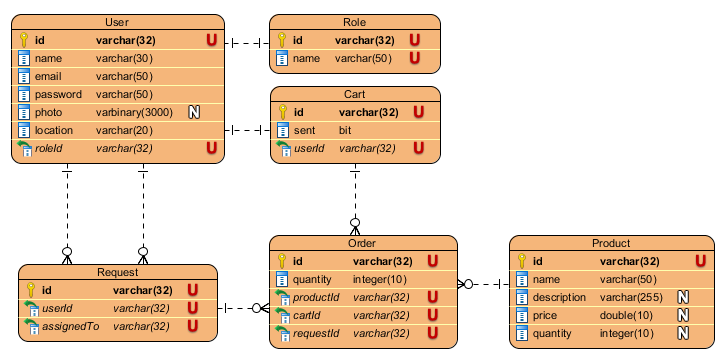 User
id varchar(32) U
name varchar(30)
email varchar(50)
password varchar(50)
photo varbinary(3000) N
location varchar(20)
roleId varchar(32) U
Role
id varchar(32) U
name varchar(50) U
Cart
id varchar(32) U
sent bit
userId varchar(32) U
Request
id varchar(32) U
userId varchar(32) U
assignedTo varchar(32) U
Order
id varchar(32) U
quantity integer(10)
productId varchar(32) U
cartId varchar(32) U
requestId varchar(32) U
Product
id varchar(32) U
name varchar(50)
description varchar(255) N
price double(10) N
quantity integer(10) N